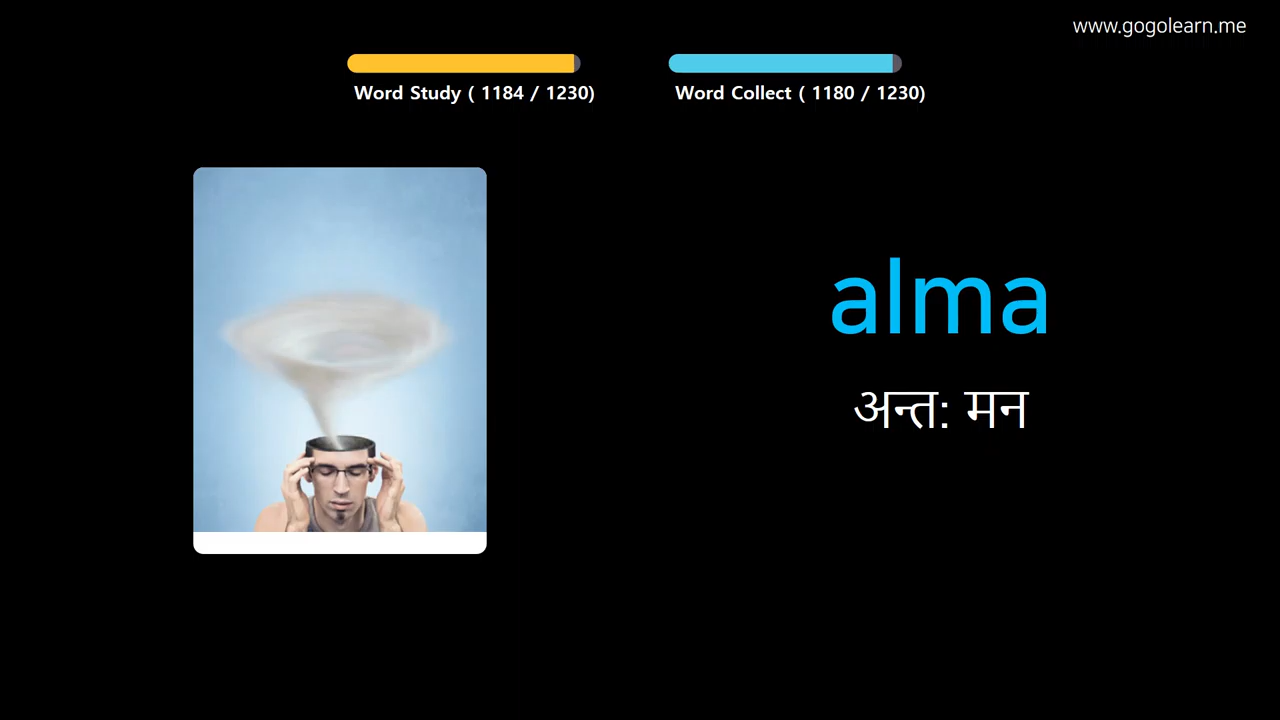 www.gogolearn.me
Word Study ( 1184 / 1230)
Word Collect ( 1180 / 1230)
alma
अन्त: मन